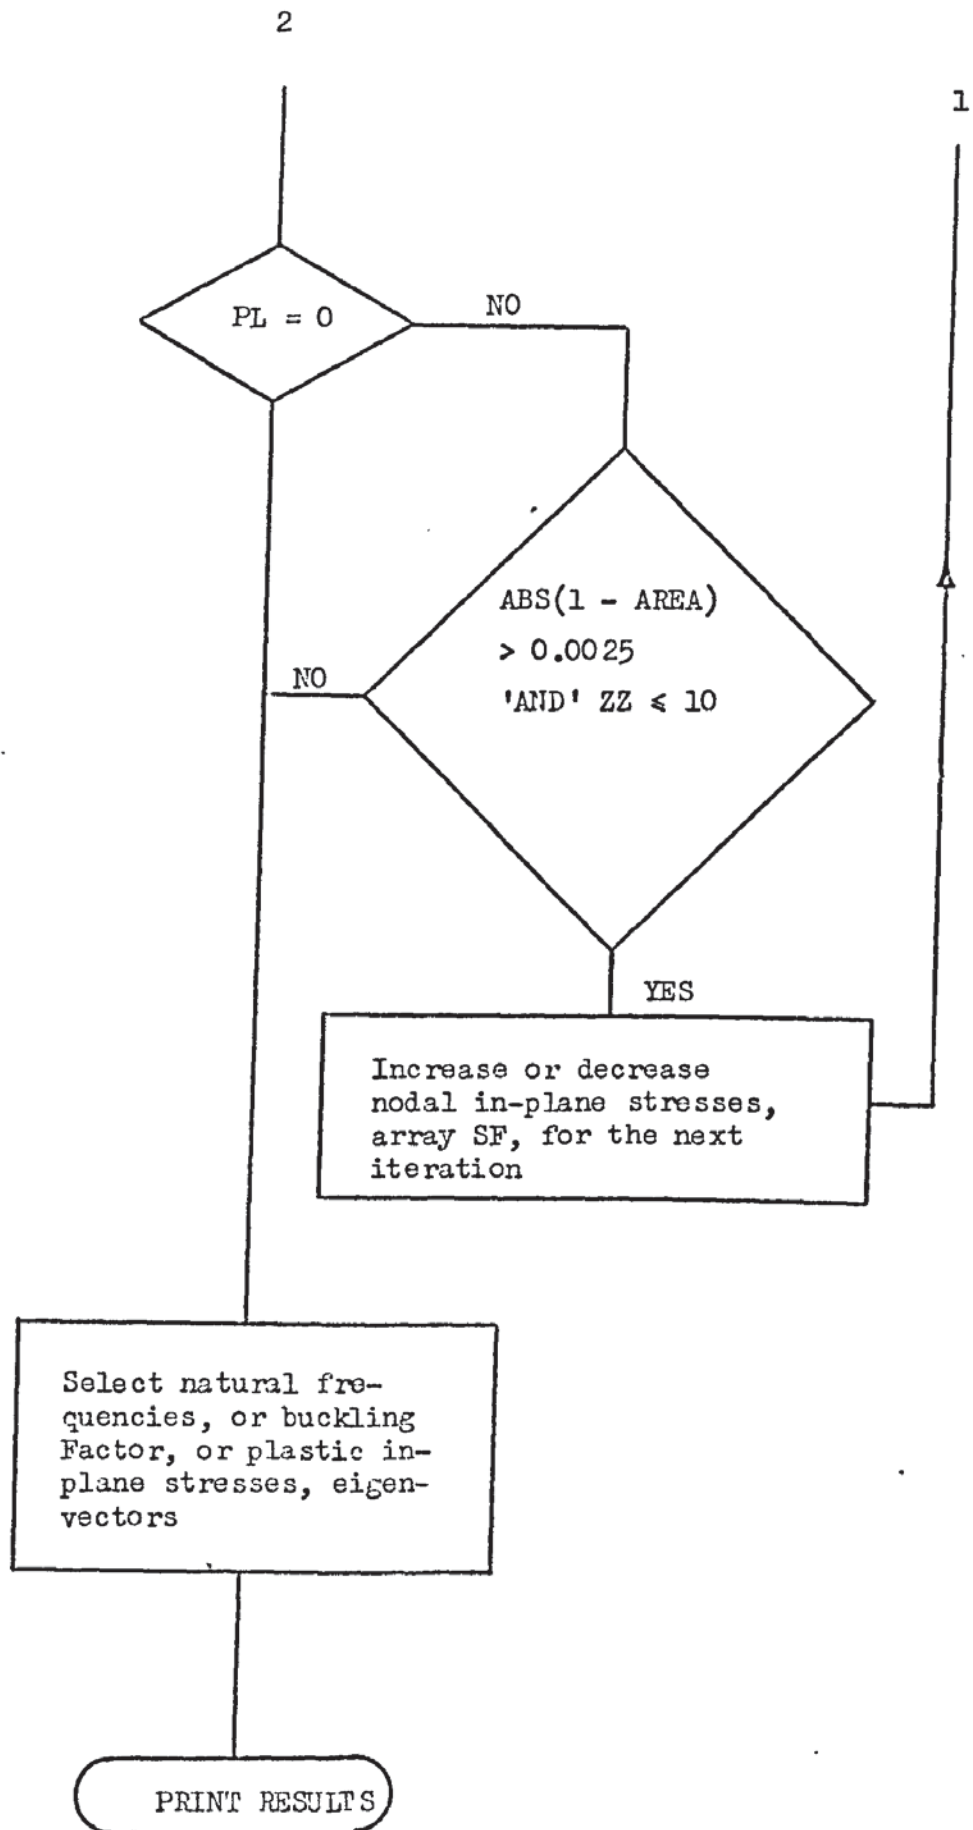 2
1
PL = 0
NO
ABS(1 - AREA)
> 0.0025
'AND' ZZ ⩽ 10
NO
YES
Increase or decrease
nodal in-plane stresses,
array SF, for the next
iteration
Select natural fre-
quencies, or buckling
Factor, or plastic in-
plane stresses, eigen-
vectors
PRINT RESULTS